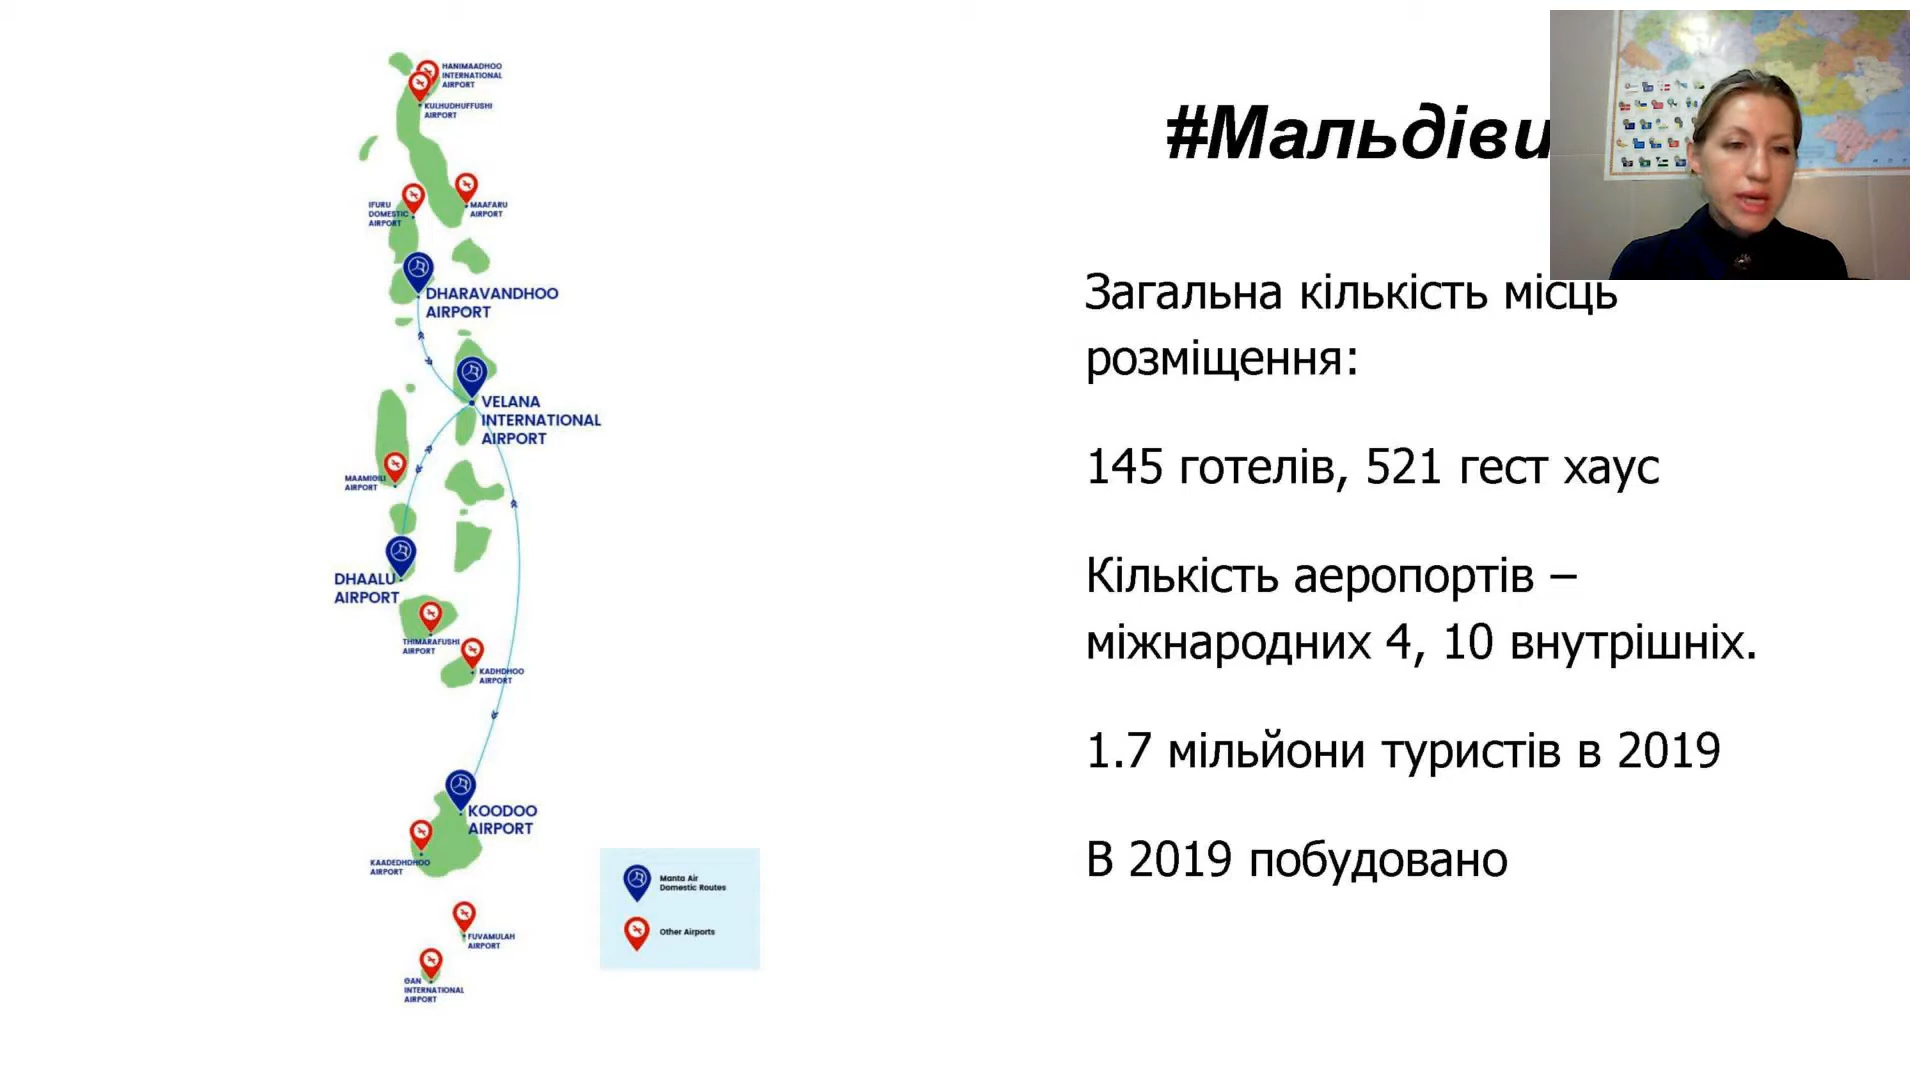 HANIMAADHOO
INTERNATIONAL
AIRPORT
KULHUDHUFFUSHI
AIRPORT
IFURU
DOMESTIC
AIRPORT
MAAFARU
AIRPORT
DHARAVANDHOO
AIRPORT
VELANA
INTERNATIONAL
AIRPORT
MAAMIGILI
AIRPORT
DHAALU
AIRPORT
THIMARAFUSHI
AIRPORT
KADHDHOO
AIRPORT
KOODOO
AIRPORT
KAADEDHDHOO
AIRPORT
FUVAMULAH
AIRPORT
GAN
INTERNATIONAL
AIRPORT
Manta Air
Domestic Routes
Other Airports
#Мальдіви
Загальна кількість місць
розміщення:
145 готелів, 521 гест хаус
Кількість аеропортів –
міжнародних 4, 10 внутрішніх.
1.7 мільйони туристів в 2019
В 2019 побудовано